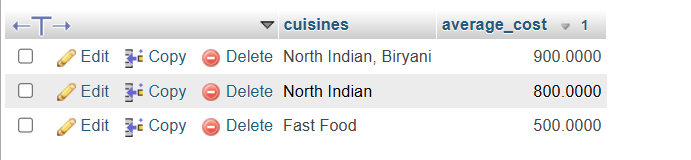 ←T→ cuisines average_cost 1
Edit Copy Delete North Indian, Biryani 900.0000
Edit Copy Delete North Indian 800.0000
Edit Copy Delete Fast Food 500.0000